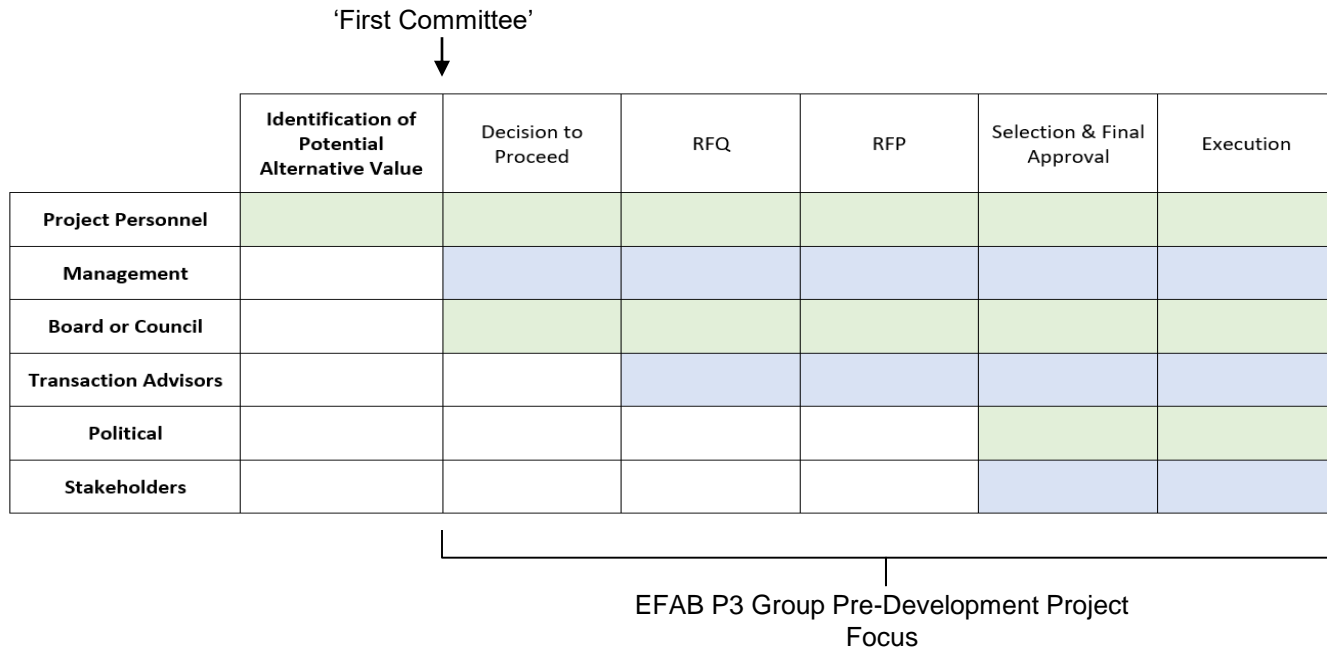 ‘First Committee’
Identification of
Potential
Alternative Value
Decision to
Proceed
RFQ
RFP
Selection & Final
Approval
Execution
Project Personnel
Management
Board or Council
Transaction Advisors
Political
Stakeholders
EFAB P3 Group Pre-Development Project
Focus